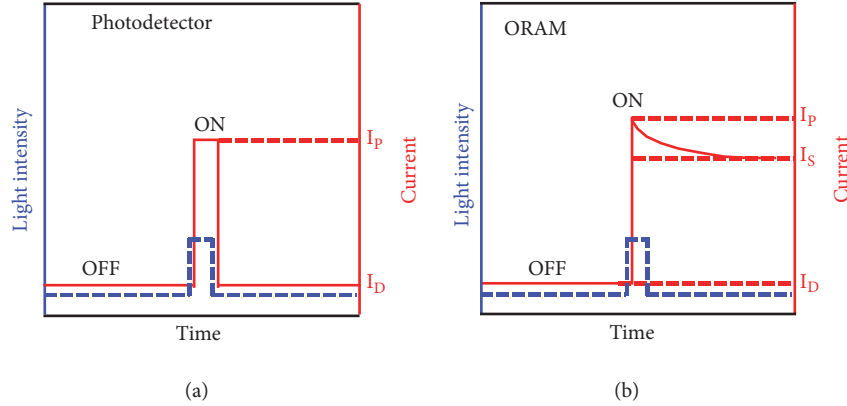 Photodetector
Light intensity
ON
OFF
I_P
I_D
Current
Time
(a)
ORAM
Light intensity
ON
OFF
I_P
I_S
I_D
Current
Time
(b)